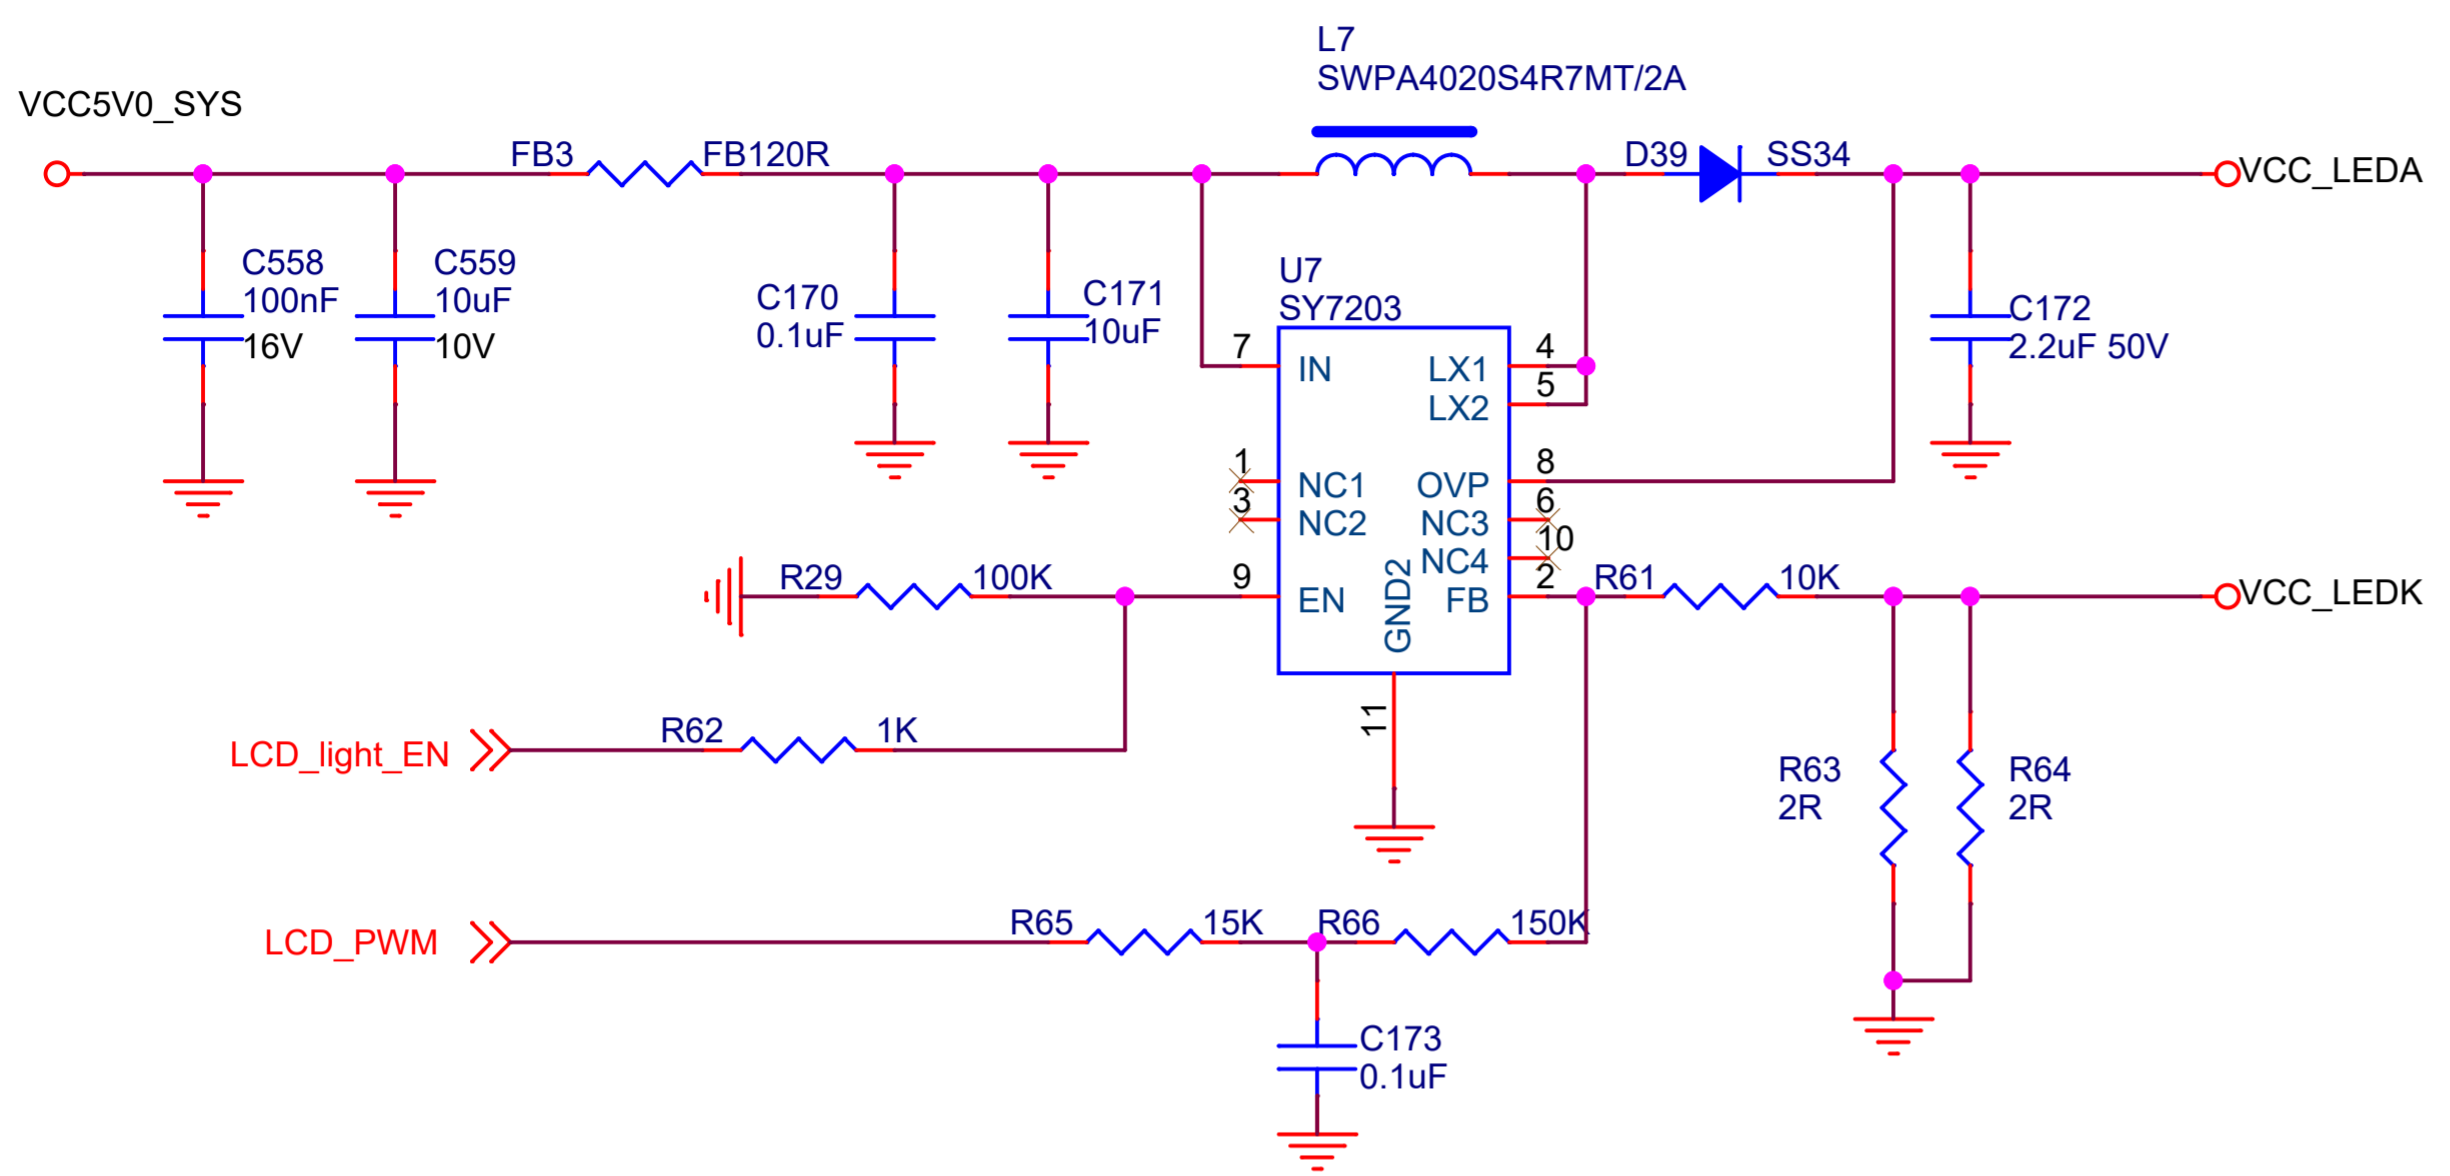 L7
SWPA4020S4R7MT/2A
VCC5V0_SYS
FB3
FB120R
D39
SS34
VCC_LEDA
C558
100nF
16V
C559
10uF
10V
C170
0.1uF
C171
10uF
U7
SY7203
C172
2.2uF 50V
7
IN
LX1
4
LX2
5
1
NC1
OVP
8
3
NC2
NC3
6
NC4
10
R29
100K
9
EN
GND2
FB
2
R61
10K
VCC_LEDK
11
LCD_light_EN
R62
1K
R63
2R
R64
2R
LCD_PWM
R65
15K
R66
150K
C173
0.1uF